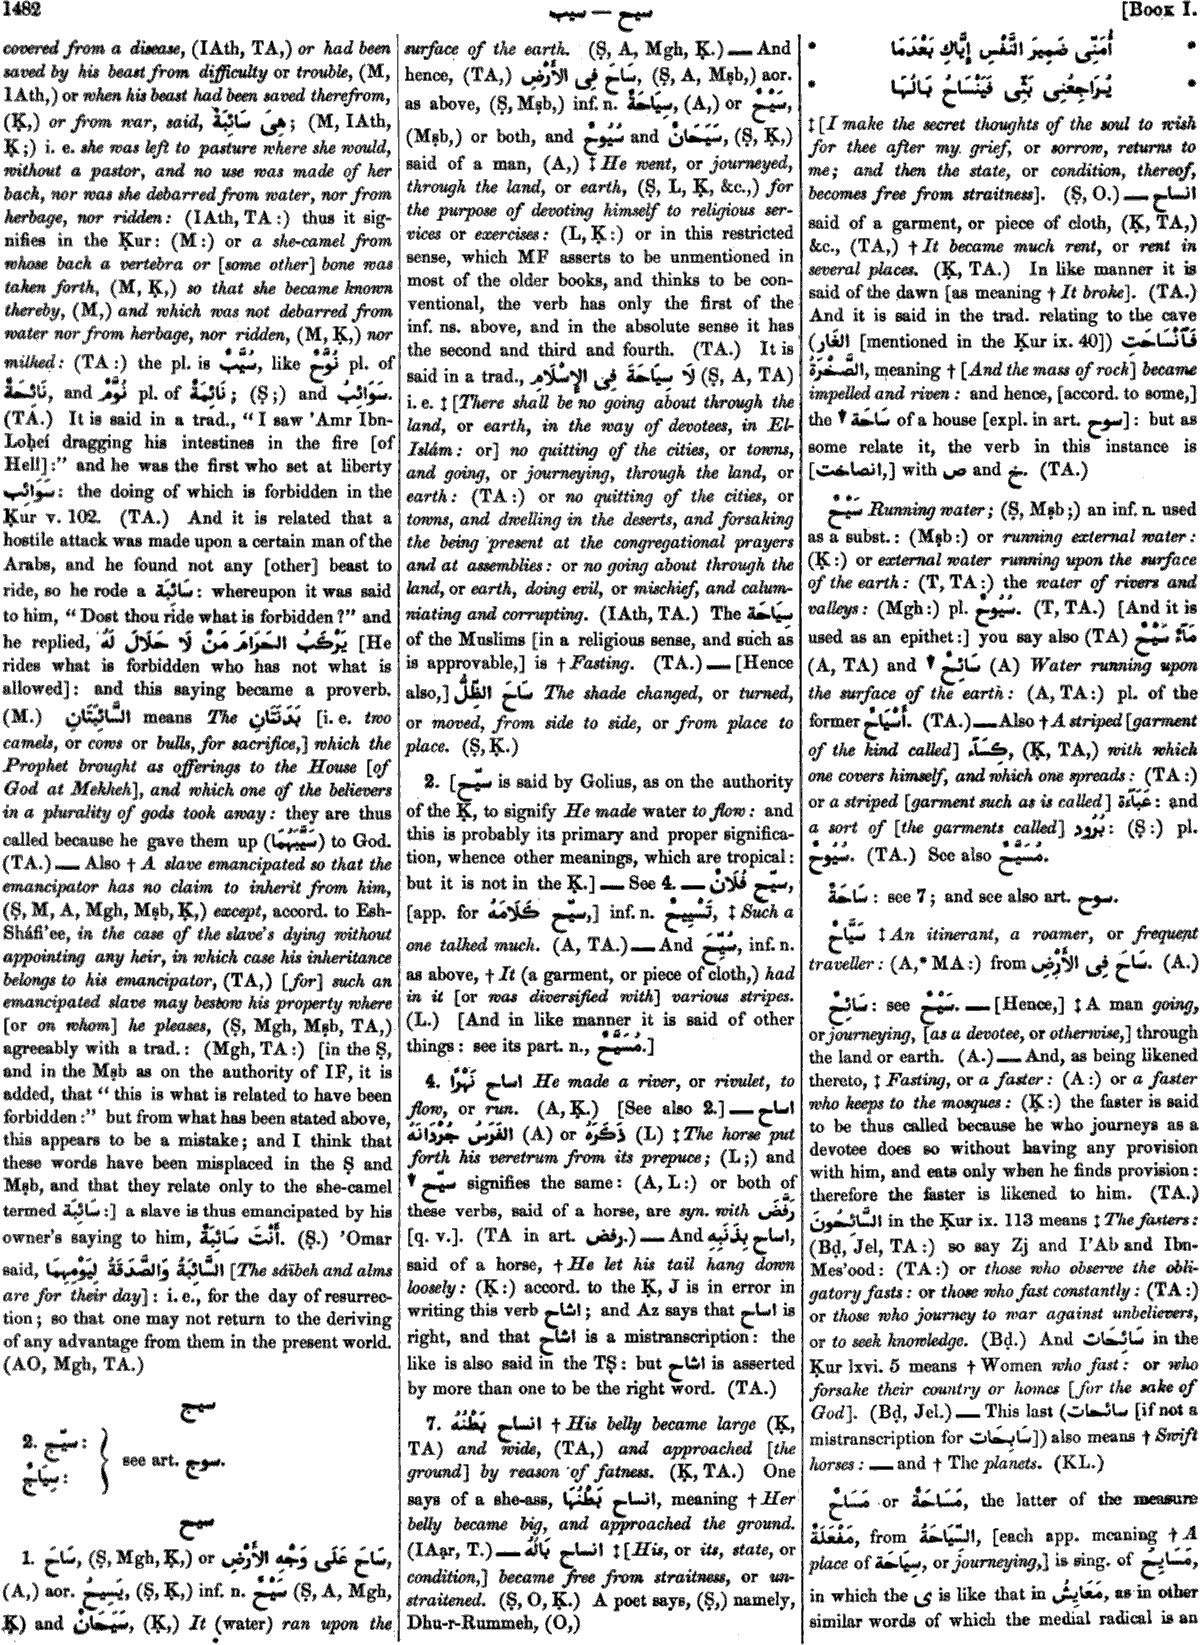 1482
سيب — سيح
[BOOK I.
covered from a disease, (IAth, TA,) or had been
saved by his beast from difficulty or trouble, (M,
IAth,) or when his beast had been saved therefrom,
(Ḳ,) or from war, said, هِىَ سَائِبَةٌ; (M, IAth,
Ḳ;) i. e. she was left to pasture where she would,
without a pastor, and no use was made of her
back, nor was she debarred from water, nor from
herbage, nor ridden: (IAth, TA:) thus it sig-
nifies in the Ḳur: (M:) or a she-camel from
whose back a vertebra or [some other] bone was
taken forth, (M, Ḳ,) so that she became known
thereby, (M,) and which was not debarred from
water nor from herbage, nor ridden, (M, Ḳ,) nor
milked: (TA:) the pl. is سُيَّبٌ, like نُوَّحٌ pl. of
نَائِحَةٌ, and نُوَّمٌ pl. of نَائِمَةٌ; (Ṣ;) and سَوَائِبُ.
(TA.) It is said in a trad., “I saw ’Amr Ibn-
Loḥeí dragging his intestines in the fire [of
Hell]:” and he was the first who set at liberty
سَوَائِب: the doing of which is forbidden in the
Ḳur v. 102. (TA.) And it is related that a
hostile attack was made upon a certain man of the
Arabs, and he found not any [other] beast to
ride, so he rode a سَائِبَة: whereupon it was said
to him, “Dost thou ride what is forbidden?” and
he replied, يَرْكَبُ الحَرَامَ مَنْ لَا حَلَالَ لَهُ [He
rides what is forbidden who has not what is
allowed]: and this saying became a proverb.
(M.) السَّائِبَتَانِ means The بَدَنَتَانِ [i. e. two
camels, or cows or bulls, for sacrifice,] which the
Prophet brought as offerings to the House [of
God at Mekkeh], and which one of the believers
in a plurality of gods took away: they are thus
called because he gave them up (سَيَّبَهُمَا) to God.
(TA.) — Also † A slave emancipated so that the
emancipator has no claim to inherit from him,
(Ṣ, M, A, Mgh, Mṣb, Ḳ,) except, accord. to Esh-
Sháfi’ee, in the case of the slave’s dying without
appointing any heir, in which case his inheritance
belongs to his emancipator, (TA,) [for] such an
emancipated slave may bestow his property where
[or on whom] he pleases, (Ṣ, Mgh, Mṣb, TA,)
agreeably with a trad.: (Mgh, TA:) [in the Ṣ,
and in the Mṣb as on the authority of IF, it is
added, that “this is what is related to have been
forbidden:” but from what has been stated above,
this appears to be a mistake; and I think that
these words have been misplaced in the Ṣ and
Mṣb, and that they relate only to the she-camel
termed سَائِبَة:] a slave is thus emancipated by his
owner’s saying to him, أَنْتَ سَائِبَةٌ. (Ṣ.) ’Omar
said, السَّائِبَةُ وَالصَّدَقَةُ لِيَوْمِهِمَا [The sáïbeh and alms
are for their day]: i. e., for the day of resurrec-
tion; so that one may not return to the deriving
of any advantage from them in the present world.
(AO, Mgh, TA.)
سيج
2. سيّج:
سِيَاجٌ:
see art. سوج.
سيح
1. سَاحَ, (Ṣ, Mgh, Ḳ,) or سَاحَ عَلَى وَجْهِ الأَرْضِ,
(A,) aor. يَسِيحُ, (Ṣ, Ḳ,) inf. n. سَيْحٌ (Ṣ, A, Mgh,
Ḳ) and سَيَحَانٌ, (Ḳ,) It (water) ran upon the
surface of the earth. (Ṣ, A, Mgh, Ḳ.) — And
hence, (TA,) سَاحَ فِى الأَرْضِ, (Ṣ, A, Mṣb,) aor.
as above, (Ṣ, Mṣb,) inf. n. سِيَاحَةٌ, (A,) or سَيْحٌ,
(Mṣb,) or both, and سُيُوحٌ and سَيَحَانٌ, (Ṣ, Ḳ,)
said of a man, (A,) ‡ He went, or journeyed,
through the land, or earth, (Ṣ, L, Ḳ, &c.,) for
the purpose of devoting himself to religious ser-
vices or exercises: (L, Ḳ:) or in this restricted
sense, which MF asserts to be unmentioned in
most of the older books, and thinks to be con-
ventional, the verb has only the first of the
inf. ns. above, and in the absolute sense it has
the second and third and fourth. (TA.) It is
said in a trad., لَا سِيَاحَةَ فِى الإِسْلَامِ (Ṣ, A, TA)
i. e. ‡ [There shall be no going about through the
land, or earth, in the way of devotees, in El-
Islám: or] no quitting of the cities, or towns,
and going, or journeying, through the land, or
earth: (TA:) or no quitting of the cities, or
towns, and dwelling in the deserts, and forsaking
the being present at the congregational prayers
and at assemblies: or no going about through the
land, or earth, doing evil, or mischief, and calum-
niating and corrupting. (IAth, TA.) The سِيَاحَة
of the Muslims [in a religious sense, and such as
is approvable,] is † Fasting. (TA.) — [Hence
also,] سَاحَ الظِّلُّ The shade changed, or turned,
or moved, from side to side, or from place to
place. (Ṣ, Ḳ.)
2. [سيّح is said by Golius, as on the authority
of the Ḳ, to signify He made water to flow: and
this is probably its primary and proper significa-
tion, whence other meanings, which are tropical:
but it is not in the Ḳ.] — See 4. — سيّح فُلَانٌ,
[app. for سيّح كَلَامَهُ,] inf. n. تَسْيِيحٌ, ‡ Such a
one talked much. (A, TA.) — And سُيِّحَ, inf. n.
as above, † It (a garment, or piece of cloth,) had
in it [or was diversified with] various stripes.
(L.) [And in like manner it is said of other
things: see its part. n., مُسَيَّحٌ.]
4. اساح نَهْرًا He made a river, or rivulet, to
flow, or run. (A, Ḳ.) [See also 2.] — اساح
الفَرَسُ جُرْدَانَهُ (A) or ذَكَرَهُ (L) ‡ The horse put
forth his veretrum from its prepuce; (L;) and
▼ سيّح signifies the same: (A, L:) or both of
these verbs, said of a horse, are syn. with رَفَّضَ
[q. v.]. (TA in art. رفض.) — And اساح بِذَنَبِهِ,
said of a horse, † He let his tail hang down
loosely: (Ḳ:) accord. to the Ḳ, J is in error in
writing this verb اشاح; and Az says that اساح is
right, and that اشاح is a mistranscription: the
like is also said in the TṢ: but اشاح is asserted
by more than one to be the right word. (TA.)
7. انساح بَطْنُهُ † His belly became large (Ḳ,
TA) and wide, (TA,) and approached [the
ground] by reason of fatness. (Ḳ, TA.) One
says of a she-ass, انساح بَطْنُهَا, meaning † Her
belly became big, and approached the ground.
(IAạr, T.) — انساح بَالُهُ ‡ [His, or its, state, or
condition,] became free from straitness, or un-
straitened. (Ṣ, O, Ḳ.) A poet says, (Ṣ,) namely,
Dhu-r-Rummeh, (O,)
* أُمَنِّى ضَمِيرَ النَّفْسِ إِيَّاكِ بَعْدَمَا *
* يُرَاجِعُنِى بَثِّى فَيَنْسَاحُ بَالُهَا *
‡ [I make the secret thoughts of the soul to wish
for thee after my grief, or sorrow, returns to
me; and then the state, or condition, thereof,
becomes free from straitness]. (Ṣ, O.) — انساح
said of a garment, or piece of cloth, (Ḳ, TA,)
&c., (TA,) † It became much rent, or rent in
several places. (Ḳ, TA.) In like manner it is
said of the dawn [as meaning † It broke]. (TA.)
And it is said in the trad. relating to the cave
(الغَار [mentioned in the Ḳur ix. 40]) فَٱنْسَاحَتِ
الصَّخْرَةُ, meaning † [And the mass of rock] became
impelled and riven: and hence, [accord. to some,]
the ▼ سَاحَة of a house [expl. in art. سوح]: but as
some relate it, the verb in this instance is
[انصاخت,] with ص and خ. (TA.)
سَيْحٌ Running water; (Ṣ, Mṣb;) an inf. n. used
as a subst.: (Mṣb:) or running external water:
(Ḳ:) or external water running upon the surface
of the earth: (T, TA:) the water of rivers and
valleys: (Mgh:) pl. سُيُوحٌ. (T, TA.) [And it is
used as an epithet:] you say also (TA) مَآءٌ سَيْحٌ
(A, TA) and ▼ سَائِحٌ (A) Water running upon
the surface of the earth: (A, TA:) pl. of the
former أَسْيَاحٌ. (TA.) — Also † A striped [garment
of the kind called] كِسَآء, (Ḳ, TA,) with which
one covers himself, and which one spreads: (TA:)
or a striped [garment such as is called] عَبَآءَة: and
a sort of [the garments called] بُرُود: (Ṣ:) pl.
سُيُوحٌ. (TA.) See also مُسَيَّحٌ.
سَاحَةٌ: see 7; and see also art. سوح.
سَيَّاحٌ ‡ An itinerant, a roamer, or frequent
traveller: (A,* MA:) from سَاحَ فِى الأَرْضِ. (A.)
سَائِحٌ: see سَيْحٌ. — [Hence,] ‡ A man going,
or journeying, [as a devotee, or otherwise,] through
the land or earth. (A.) — And, as being likened
thereto, ‡ Fasting, or a faster: (A:) or a faster
who keeps to the mosques: (Ḳ:) the faster is said
to be thus called because he who journeys as a
devotee does so without having any provision
with him, and eats only when he finds provision:
therefore the faster is likened to him. (TA.)
السَّائِحُونَ in the Ḳur ix. 113 means ‡ The fasters:
(Bḍ, Jel, TA:) so say Zj and I’Ab and Ibn-
Mes’ood: (TA:) or those who observe the obli-
gatory fasts: or those who fast constantly: (TA:)
or those who journey to war against unbelievers,
or to seek knowledge. (Bḍ.) And سَائِحَات in the
Ḳur lxvi. 5 means † Women who fast: or who
forsake their country or homes [for the sake of
God]. (Bḍ, Jel.) — This last (سائحات [if not a
mistranscription for سَابِحَات]) also means † Swift
horses: — and † The planets. (KL.)
مَسَاحٌ or مَسَاحَةٌ, the latter of the measure
مَفْعَلَةٌ, from السِّيَاحَةُ, [each app. meaning † A
place of سِيَاحَة, or journeying,] is sing. of مَسَايِحُ,
in which the ى is like that in مَعَايِشُ, as in other
similar words of which the medial radical is an